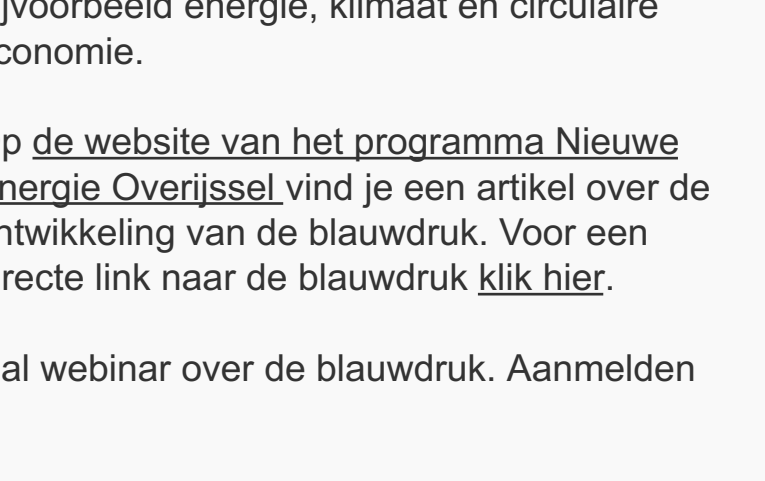 jvoorbeeld energie, klimaat en circulaire
conomie.
p de website van het programma Nieuwe
nergie Overijssel vind je een artikel over de
ntwikkeling van de blauwdruk. Voor een
recte link naar de blauwdruk klik hier.
al webinar over de blauwdruk. Aanmelden